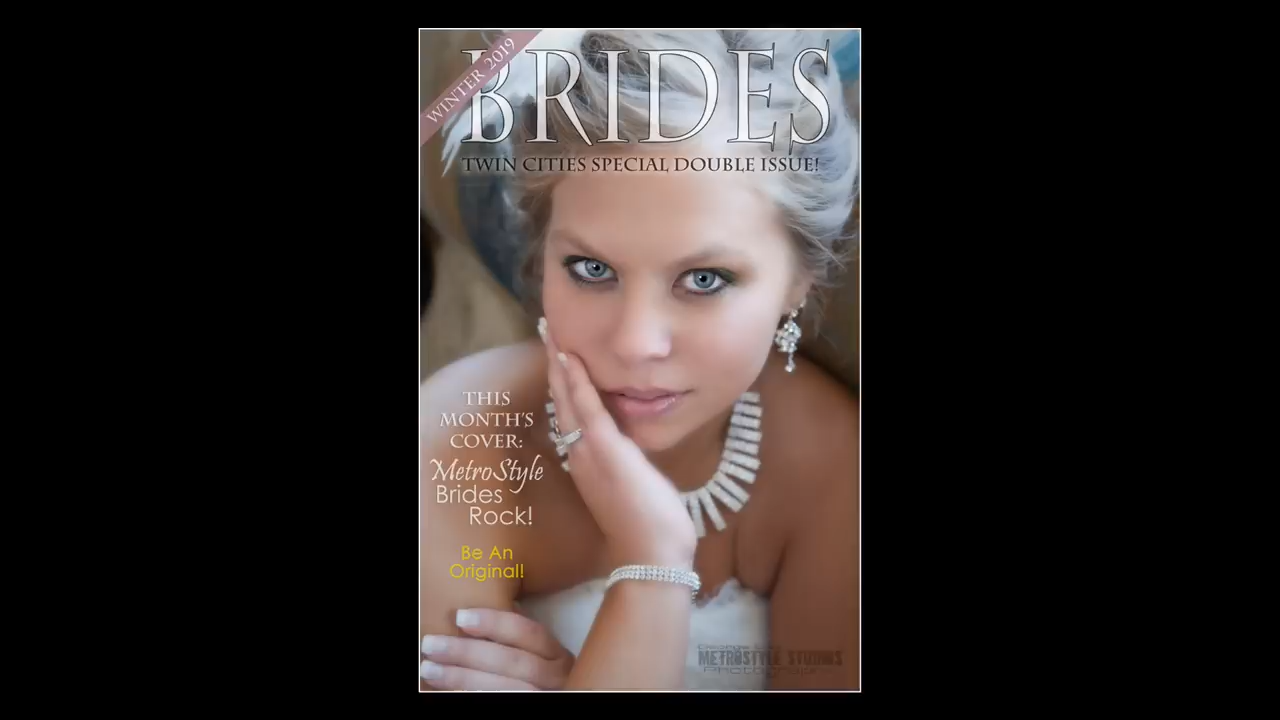 WINTER 2019
BRIDES
TWIN CITIES SPECIAL DOUBLE ISSUE!
THIS
MONTH'S
COVER:
MetroStyle
Brides
Rock!
Be An
Original!
METROSTYLE STUDIOS